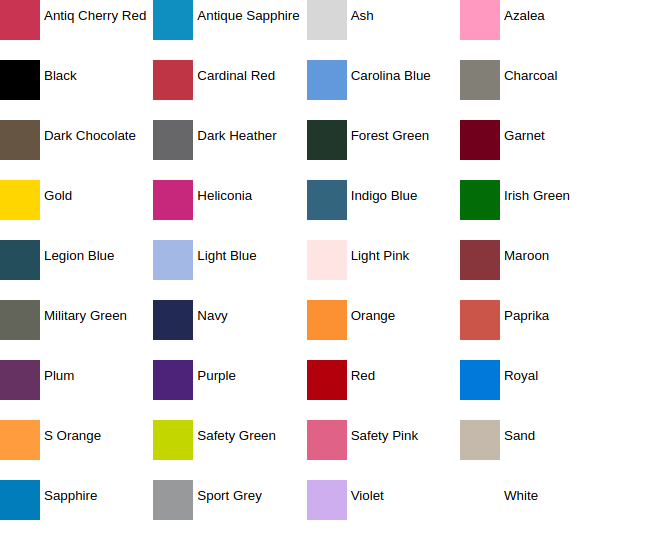 Antiq Cherry Red
Antique Sapphire
Ash
Azalea
Black
Cardinal Red
Carolina Blue
Charcoal
Dark Chocolate
Dark Heather
Forest Green
Garnet
Gold
Heliconia
Indigo Blue
Irish Green
Legion Blue
Light Blue
Light Pink
Maroon
Military Green
Navy
Orange
Paprika
Plum
Purple
Red
Royal
S Orange
Safety Green
Safety Pink
Sand
Sapphire
Sport Grey
Violet
White